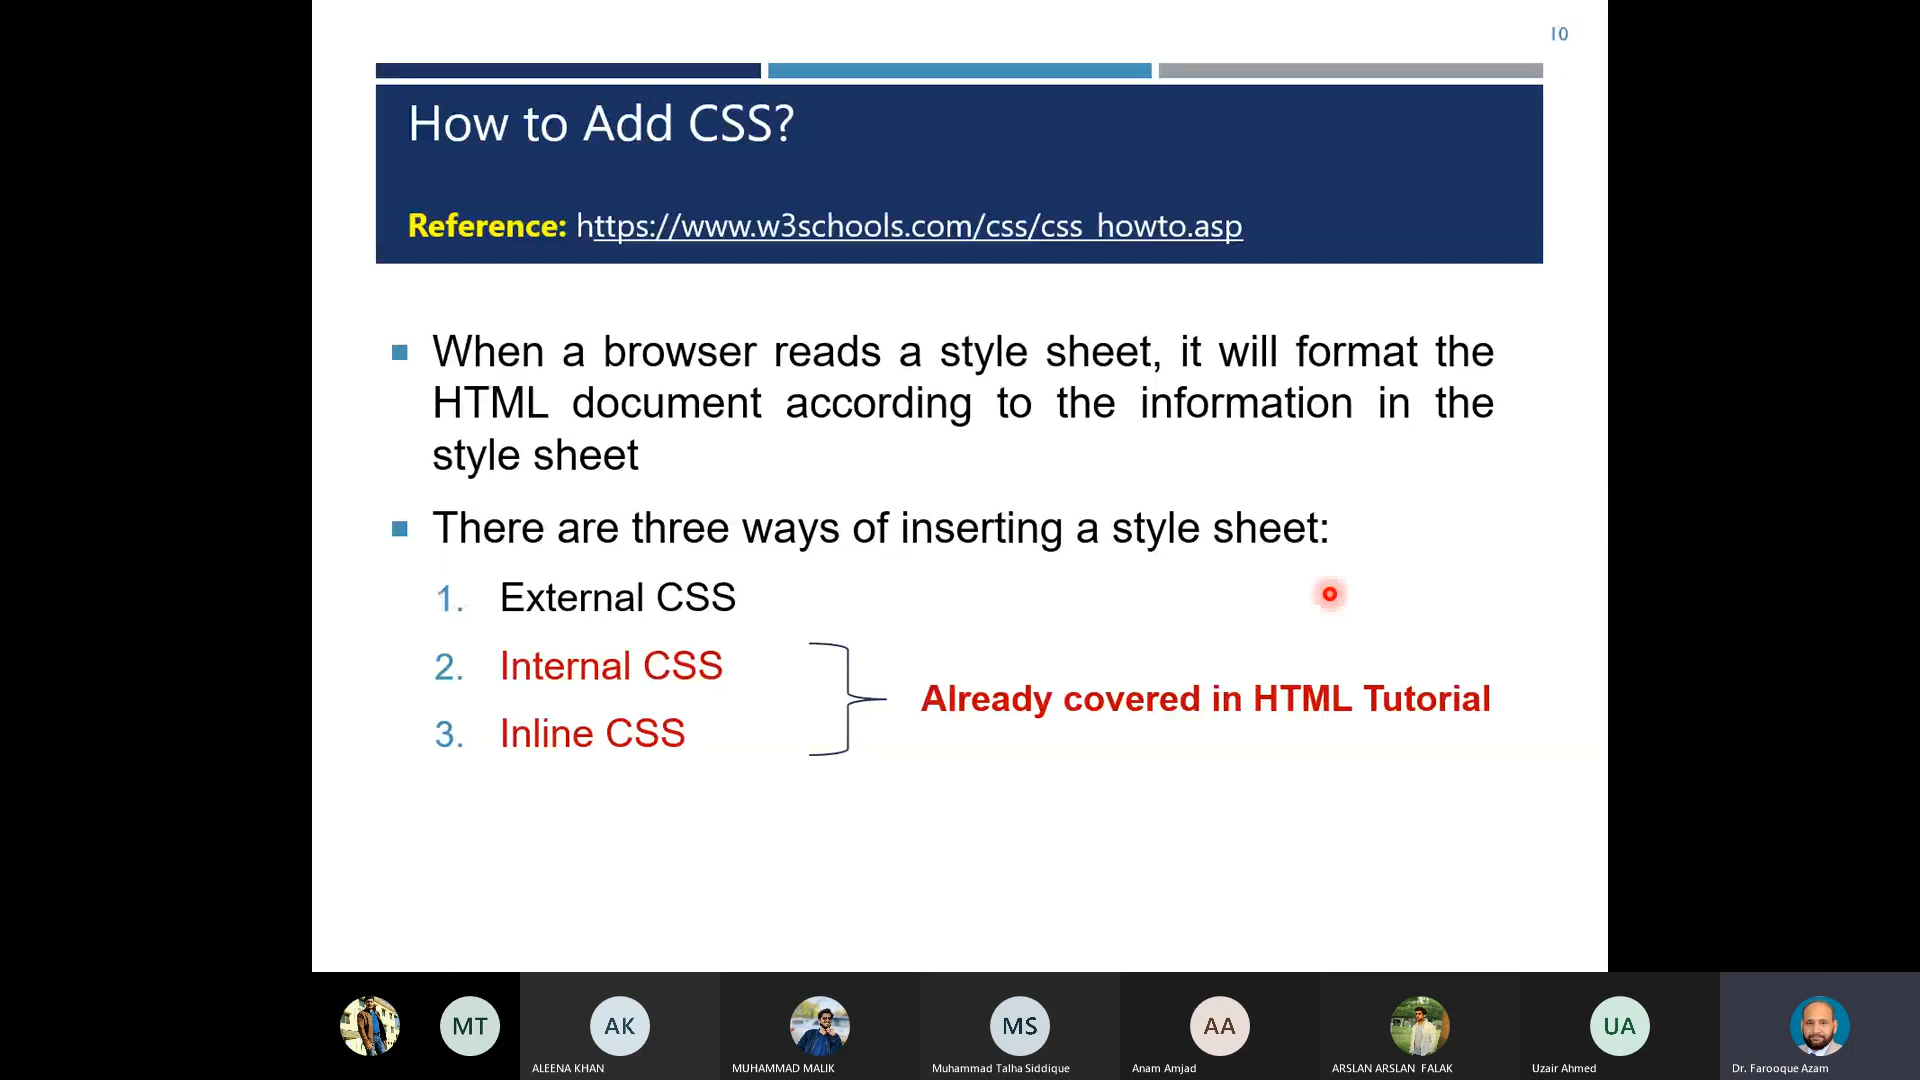 10
How to Add CSS?
Reference: https://www.w3schools.com/css/css_howto.asp
When a browser reads a style sheet, it will format the
HTML document according to the information in the
style sheet
There are three ways of inserting a style sheet:
1. External CSS
2. Internal CSS
3. Inline CSS
Already covered in HTML Tutorial
MT
AK
MS
AA
UA
ALEENA KHAN
MUHAMMAD MALIK
Muhammad Talha Siddique
Anam Amjad
ARSLAN ARSLAN FALAK
Uzair Ahmed
Dr. Farooque Azam